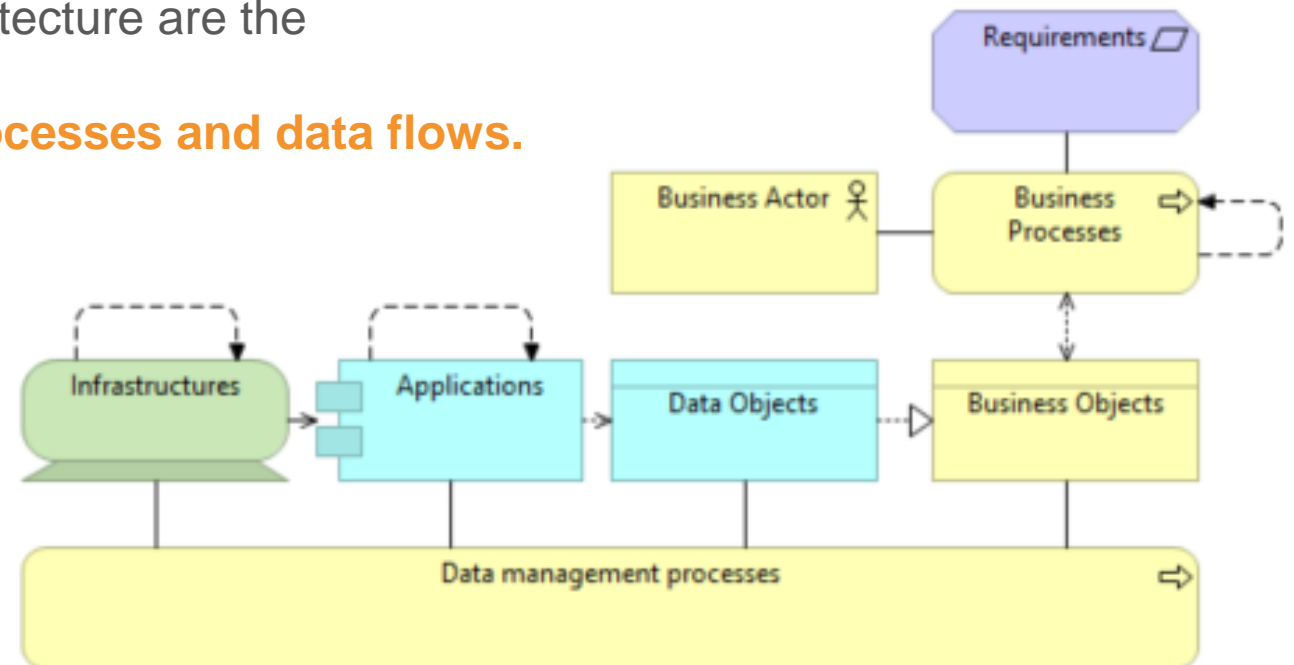 tecture are the
ocesses and data flows.
Requirements
Business Actor
Business
Processes
Infrastructures
Applications
Data Objects
Business Objects
Data management processes